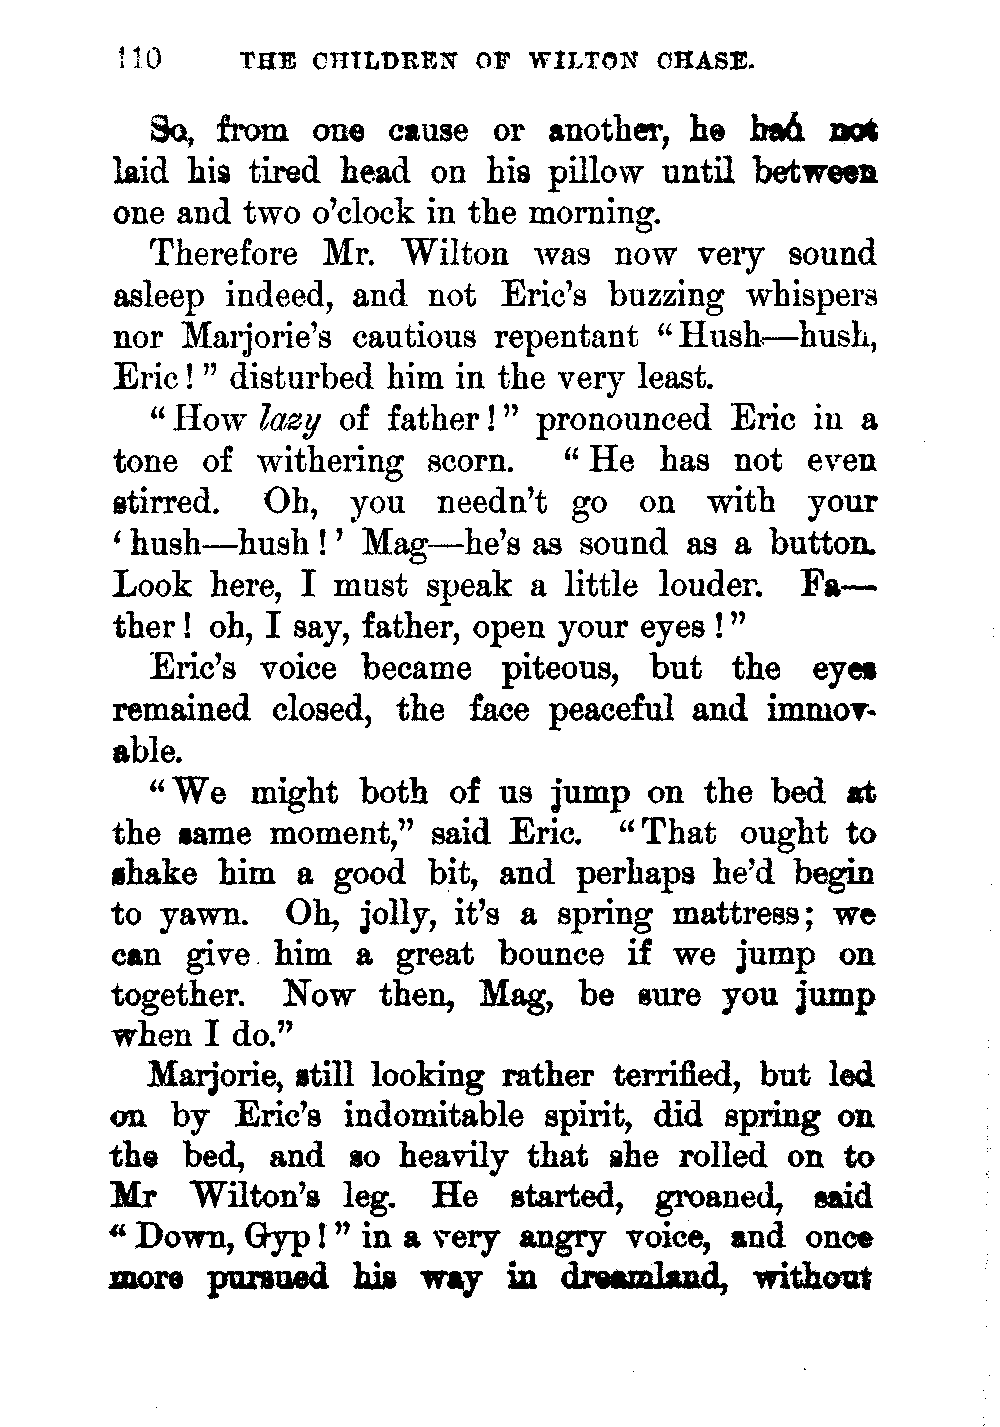 110 THE CHILDREN OF WILTON CHASE.
So, from one cause or another, he had not
laid his tired head on his pillow until between
one and two o'clock in the morning.
Therefore Mr. Wilton was now very sound
asleep indeed, and not Eric's buzzing whispers
nor Marjorie's cautious repentant "Hush—hush,
Eric!" disturbed him in the very least.
"How lazy of father!" pronounced Eric in a
tone of withering scorn. "He has not even
stirred. Oh, you needn't go on with your
'hush—hush!' Mag—he's as sound as a button.
Look here, I must speak a little louder. Fa—
ther! oh, I say, father, open your eyes!"
Eric's voice became piteous, but the eyes
remained closed, the face peaceful and immov-
able.
"We might both of us jump on the bed at
the same moment," said Eric. "That ought to
shake him a good bit, and perhaps he'd begin
to yawn. Oh, jolly, it's a spring mattress; we
can give him a great bounce if we jump on
together. Now then, Mag, be sure you jump
when I do."
Marjorie, still looking rather terrified, but led
on by Eric's indomitable spirit, did spring on
the bed, and so heavily that she rolled on to
Mr Wilton's leg. He started, groaned, said
"Down, Gyp!" in a very angry voice, and once
more pursued his way in dreamland, without